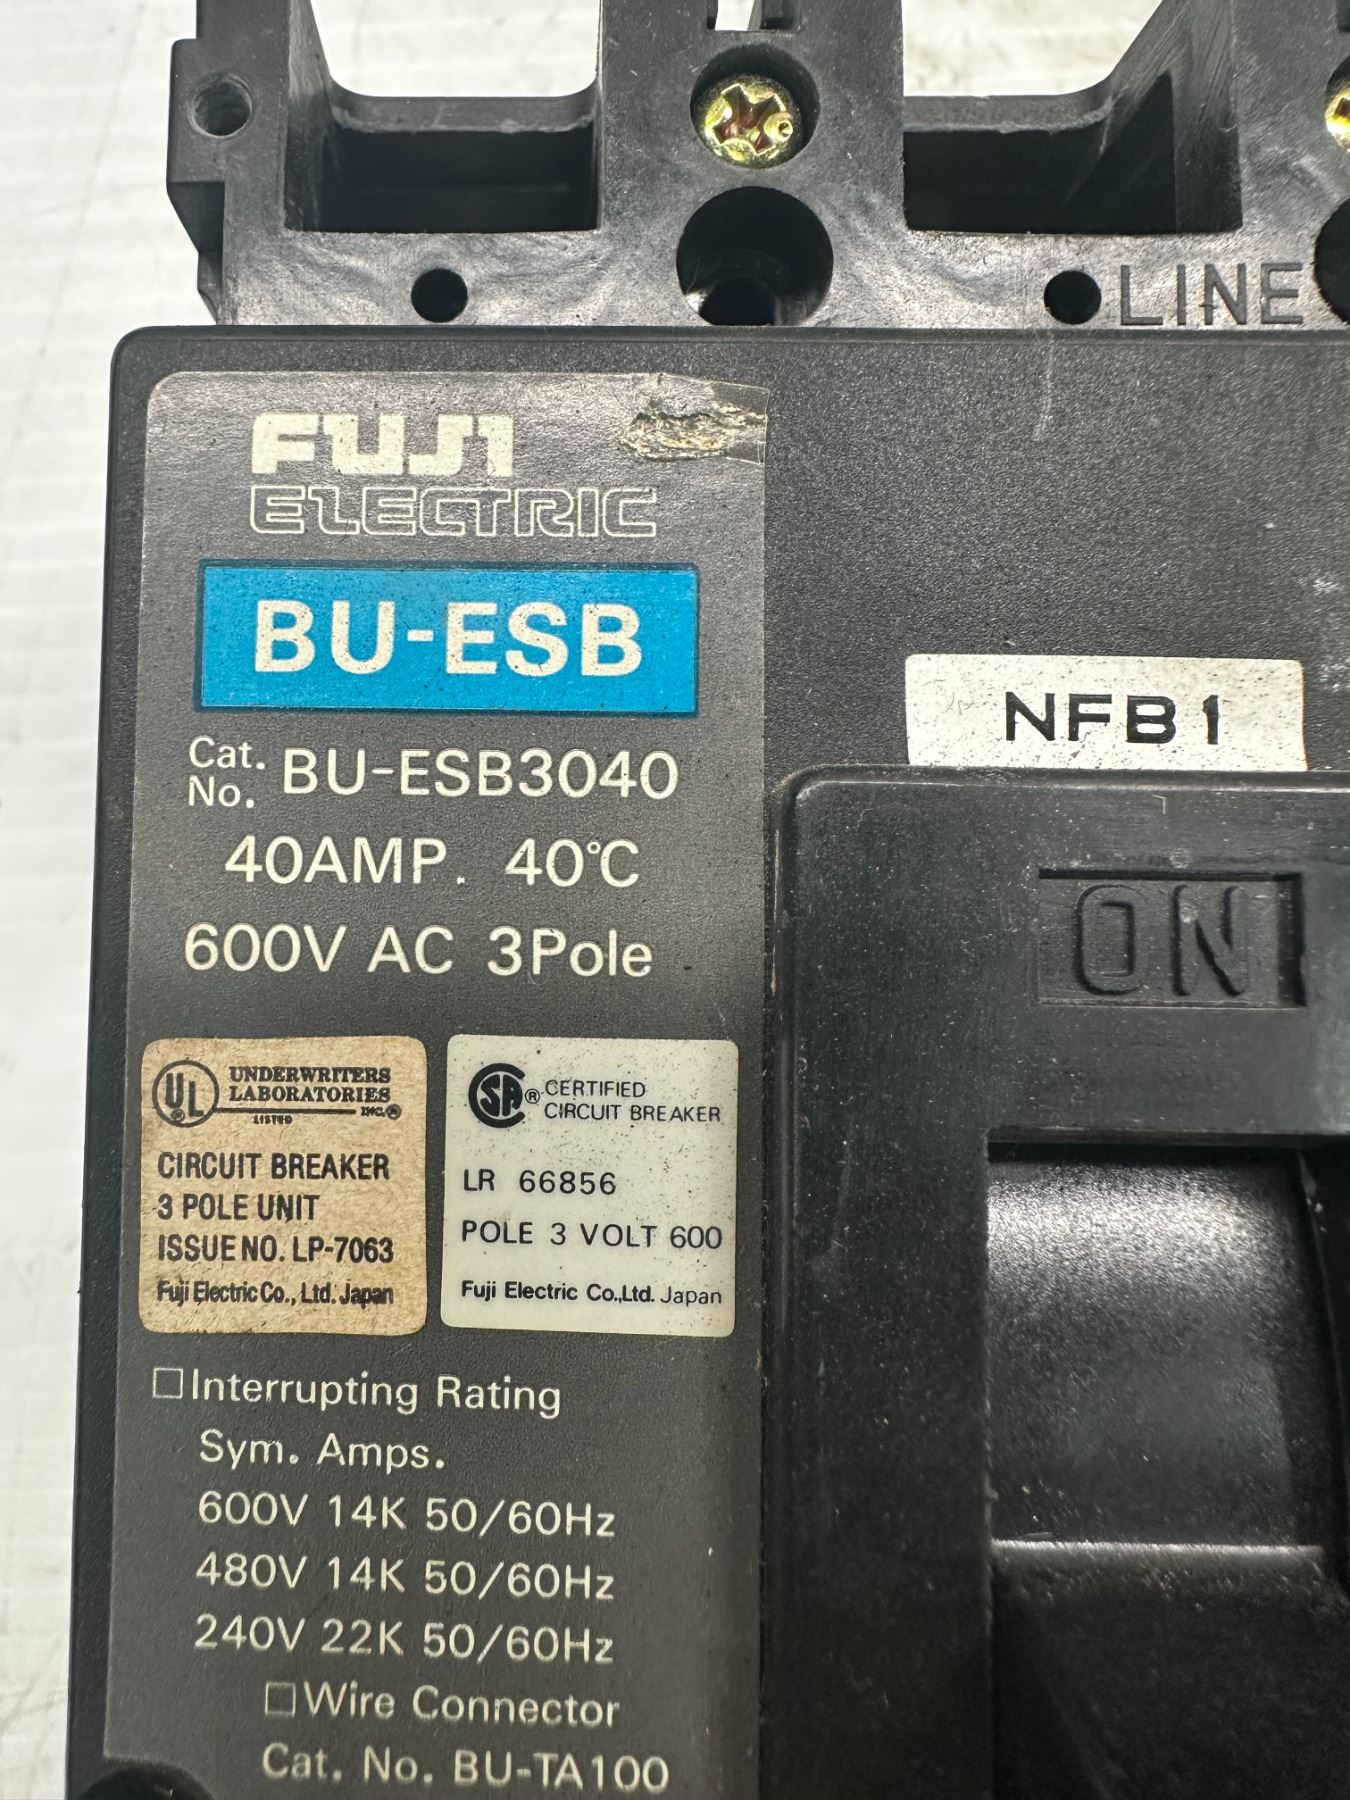 LINE
FUJI
ELECTRIC
BU-ESB
NFB1
Cat. No. BU-ESB3040
40AMP. 40℃
600V AC 3Pole
ON
UL ® UNDERWRITERS
LABORATORIES
LISTED INC.®
CIRCUIT BREAKER
3 POLE UNIT
ISSUE NO. LP-7063
Fuji Electric Co., Ltd. Japan
SA ® CERTIFIED
CIRCUIT BREAKER
LR 66856
POLE 3 VOLT 600
Fuji Electric Co.,Ltd. Japan
□Interrupting Rating
Sym. Amps.
600V 14K 50/60Hz
480V 14K 50/60Hz
240V 22K 50/60Hz
□Wire Connector
Cat. No. BU-TA100